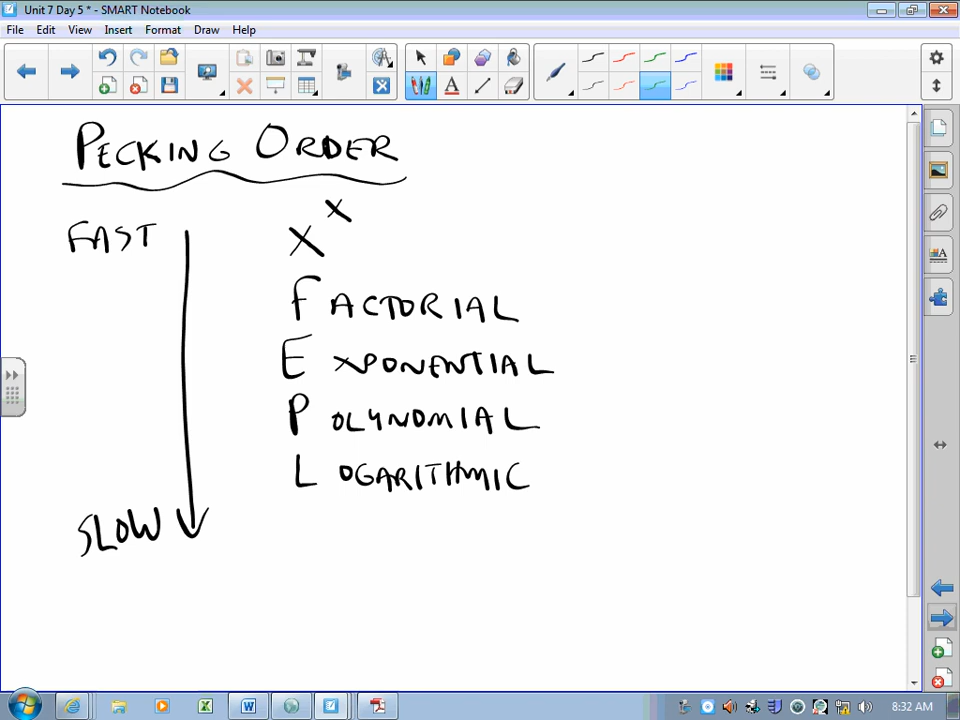 Unit 7 Day 5 * - SMART Notebook
File Edit View Insert Format Draw Help
PECKING ORDER
FAST
X^X
FACTORIAL
EXPONENTIAL
POLYNOMIAL
LOGARITHMIC
SLOW
8:32 AM